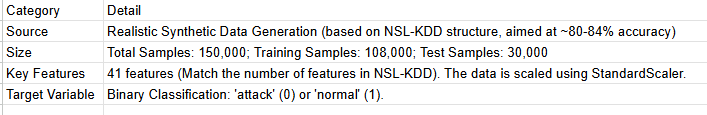 Category Detail
Source Realistic Synthetic Data Generation (based on NSL-KDD structure, aimed at ~80-84% accuracy)
Size Total Samples: 150,000; Training Samples: 108,000; Test Samples: 30,000
Key Features 41 features (Match the number of features in NSL-KDD). The data is scaled using StandardScaler.
Target Variable Binary Classification: 'attack' (0) or 'normal' (1).